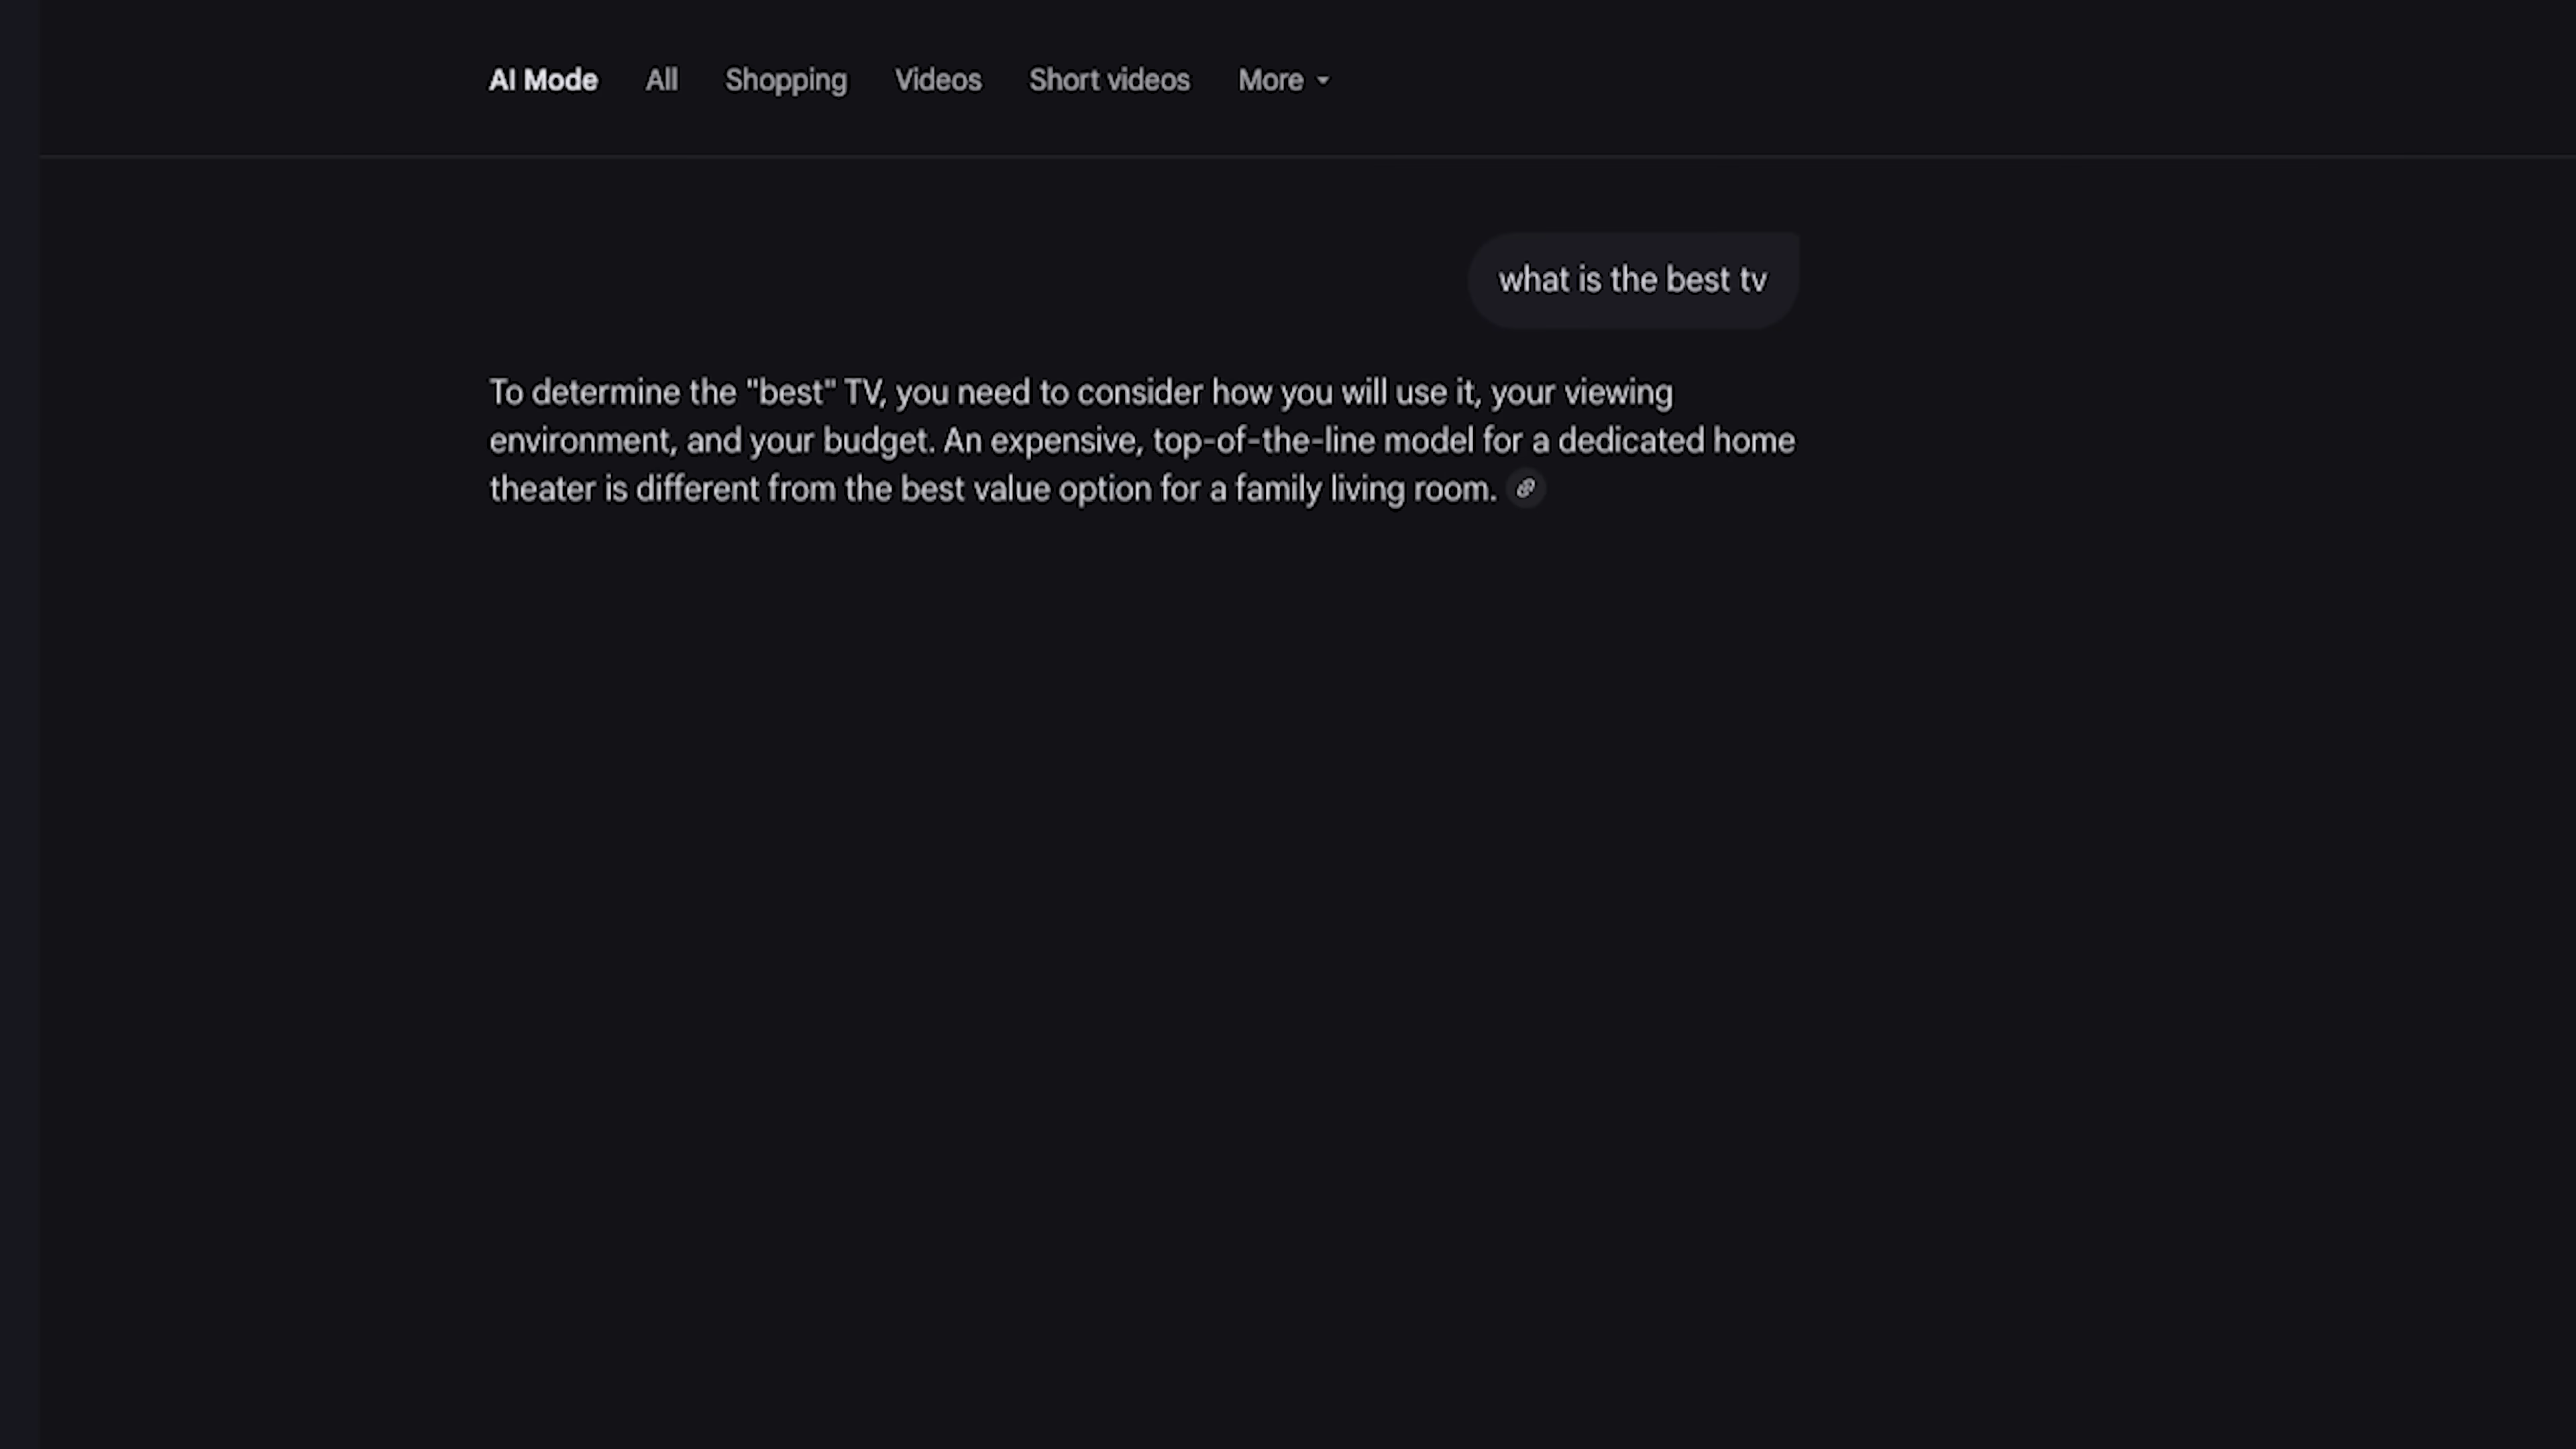 AI Mode All Shopping Videos Short videos More
what is the best tv
To determine the "best" TV, you need to consider how you will use it, your viewing
environment, and your budget. An expensive, top-of-the-line model for a dedicated home
theater is different from the best value option for a family living room.